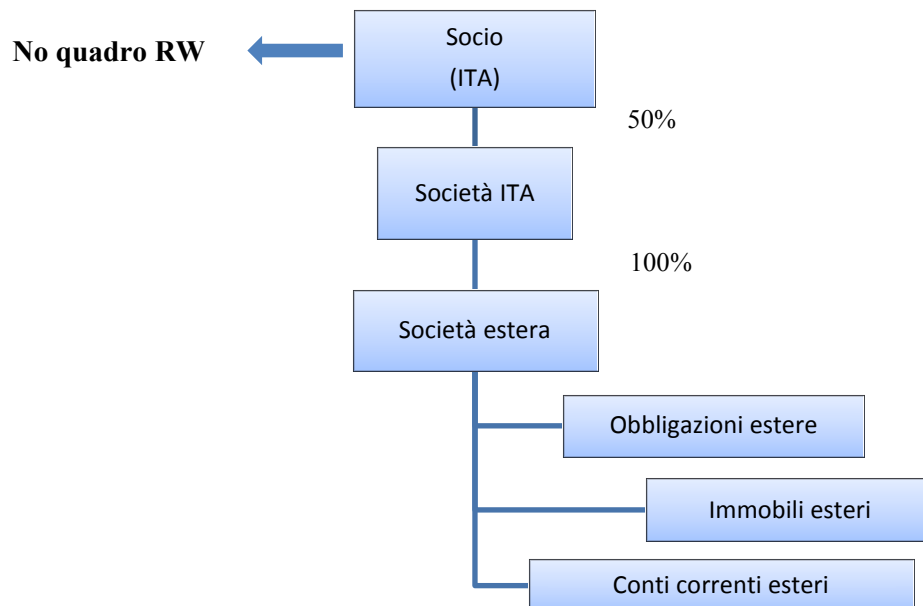 Socio
No quadro RW
(ITA)
50%
Società ITA
100%
Società estera
Obbligazioni estere
Immobili esteri
Conti correnti esteri